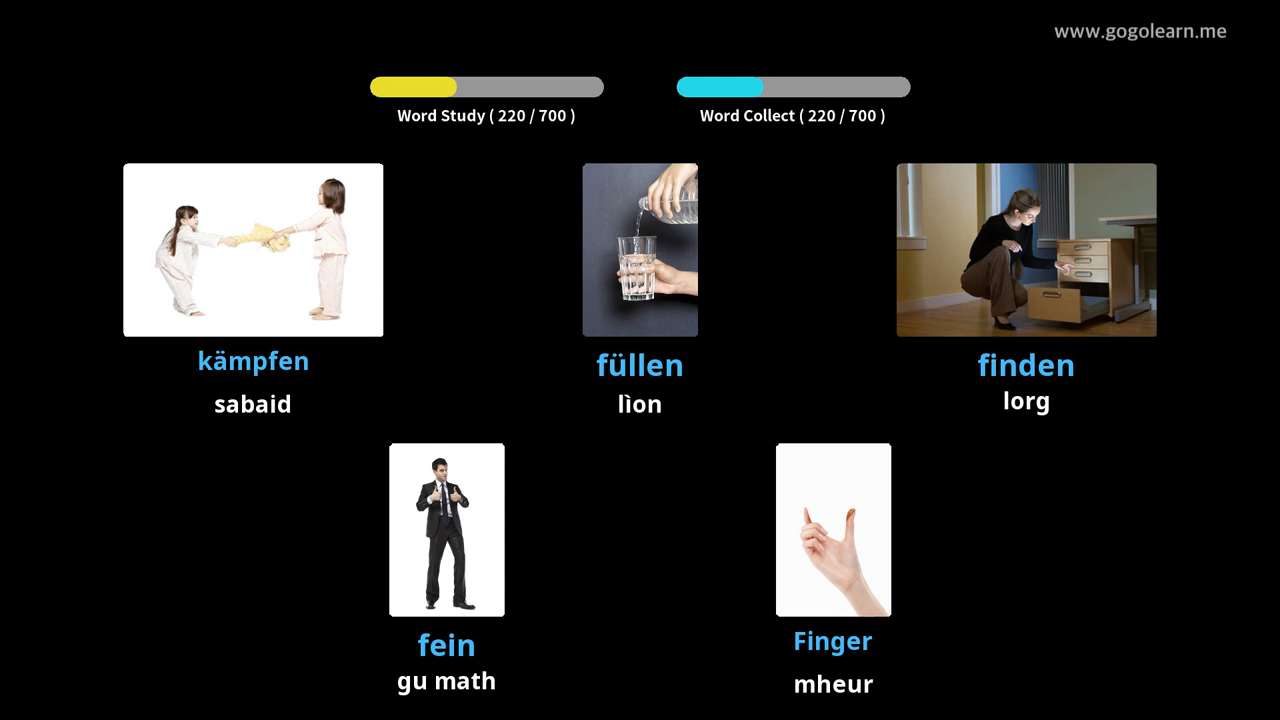 www.gogolearn.me
Word Study ( 220 / 700 )
Word Collect ( 220 / 700 )
kämpfen
sabaid
füllen
lìon
finden
lorg
fein
gu math
Finger
mheur